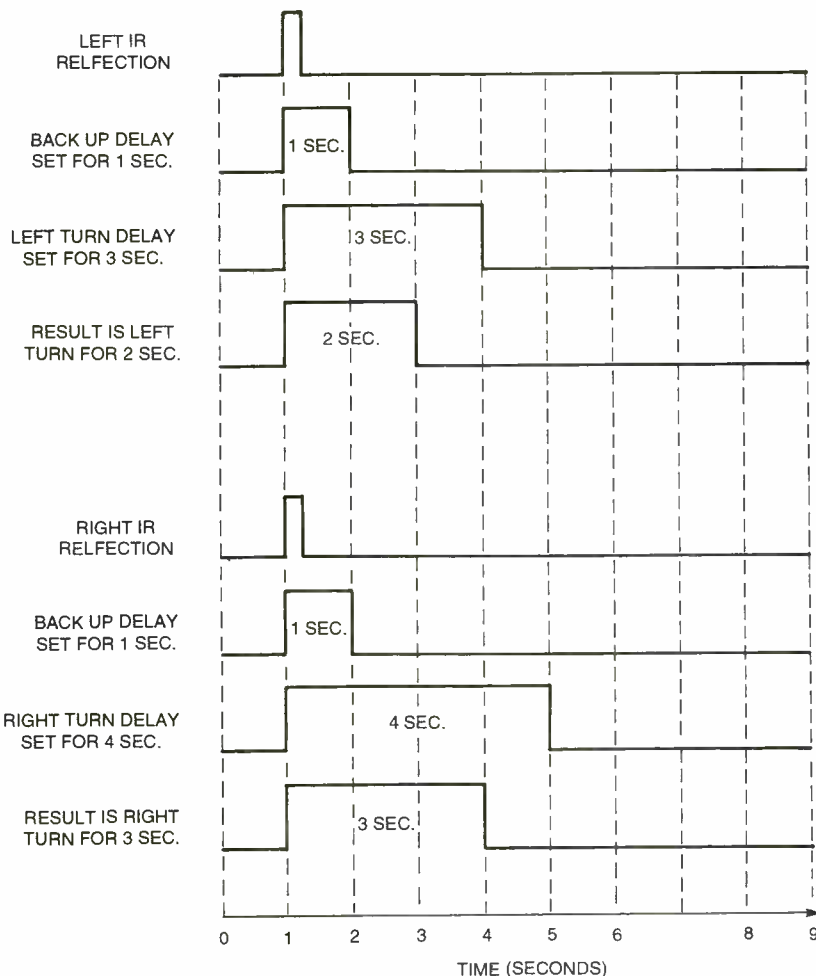 LEFT IR
RELFECTION
BACK UP DELAY
SET FOR 1 SEC.
1 SEC.
LEFT TURN DELAY
SET FOR 3 SEC.
3 SEC.
RESULT IS LEFT
TURN FOR 2 SEC.
2 SEC.
RIGHT IR
RELFECTION
BACK UP DELAY
SET FOR 1 SEC.
1 SEC.
RIGHT TURN DELAY
SET FOR 4 SEC.
4 SEC.
RESULT IS RIGHT
TURN FOR 3 SEC.
3 SEC.
0 1 2 3 4 5 6 8 9
TIME (SECONDS)